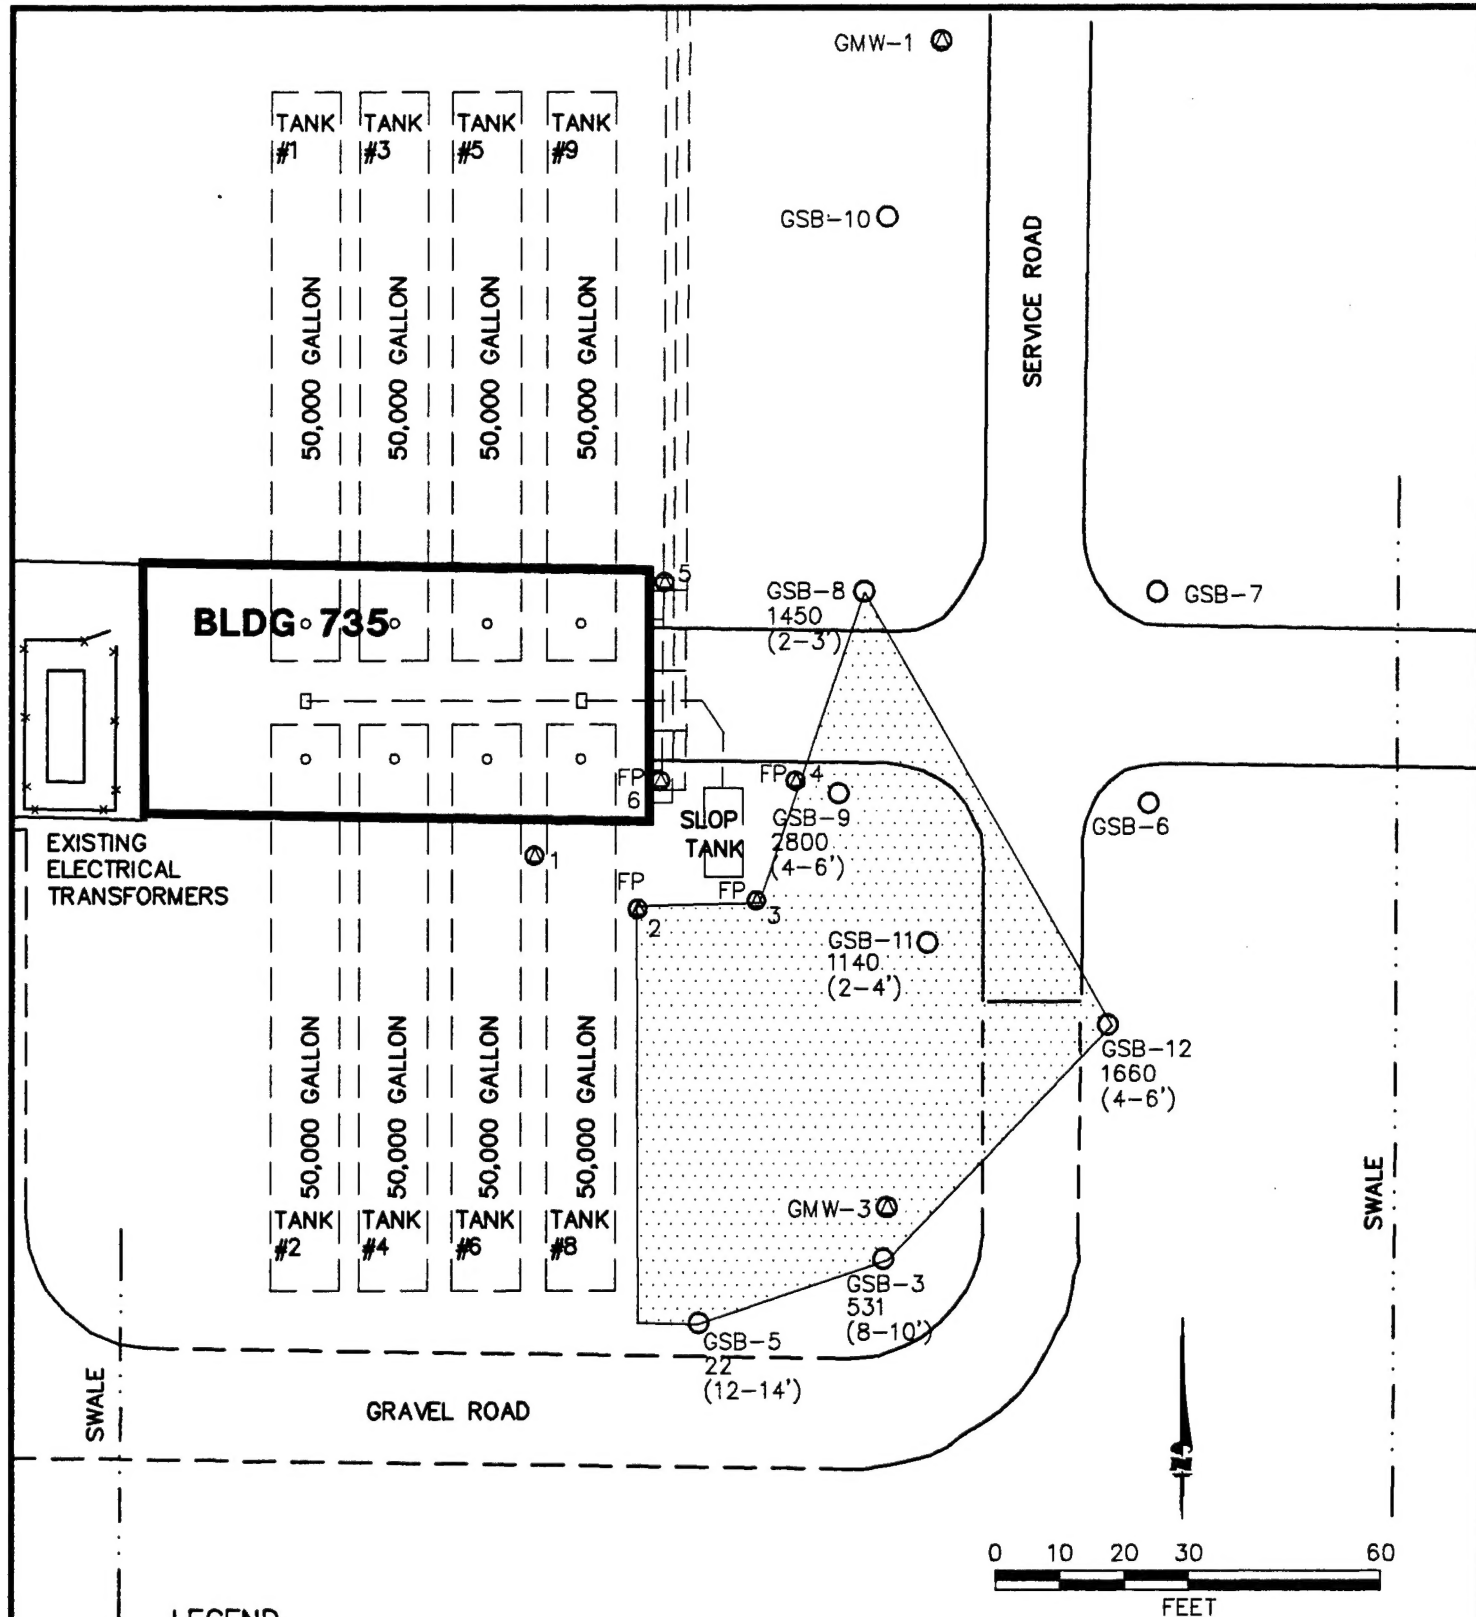 GMW-1
TANK
#1
TANK
#3
TANK
#5
TANK
#9
GSB-10
SERVICE ROAD
50,000 GALLON
50,000 GALLON
50,000 GALLON
50,000 GALLON
5
GSB-8
1450
(2-3')
GSB-7
BLDG 735
FP
6
FP
4
SLOP
TANK
GSB-9
2800
(4-6')
GSB-6
EXISTING
ELECTRICAL
TRANSFORMERS
1
FP
2
FP
3
GSB-11
1140
(2-4')
GSB-12
1660
(4-6')
50,000 GALLON
50,000 GALLON
50,000 GALLON
50,000 GALLON
TANK
#2
TANK
#4
TANK
#6
TANK
#8
GMW-3
SWALE
GSB-3
531
(8-10')
GSB-5
22
(12-14')
SWALE
GRAVEL ROAD
N
0 10 20 30 60
FEET
LEGEND